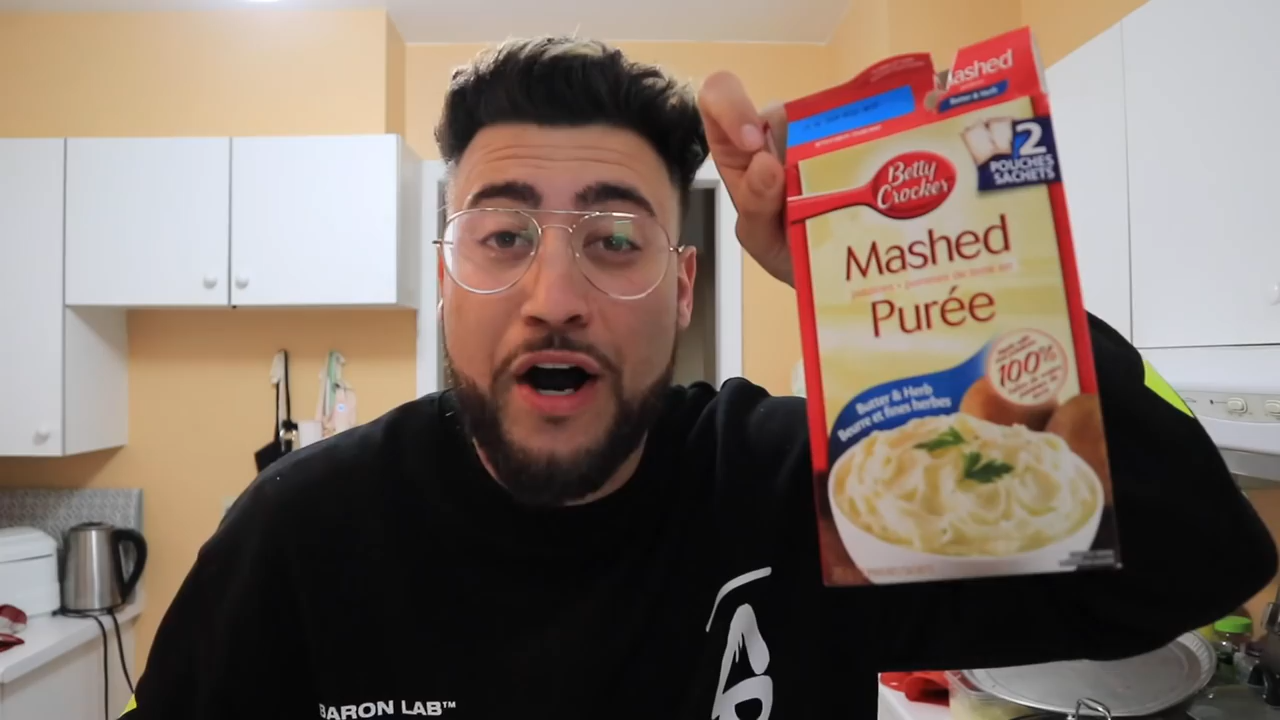 Mashed
Butter & Herb
2
POUCHES
SACHETS
Betty
Crocker
Mashed
Purée
100%
Butter & Herb
Beurre et fines herbes
BARON LAB™